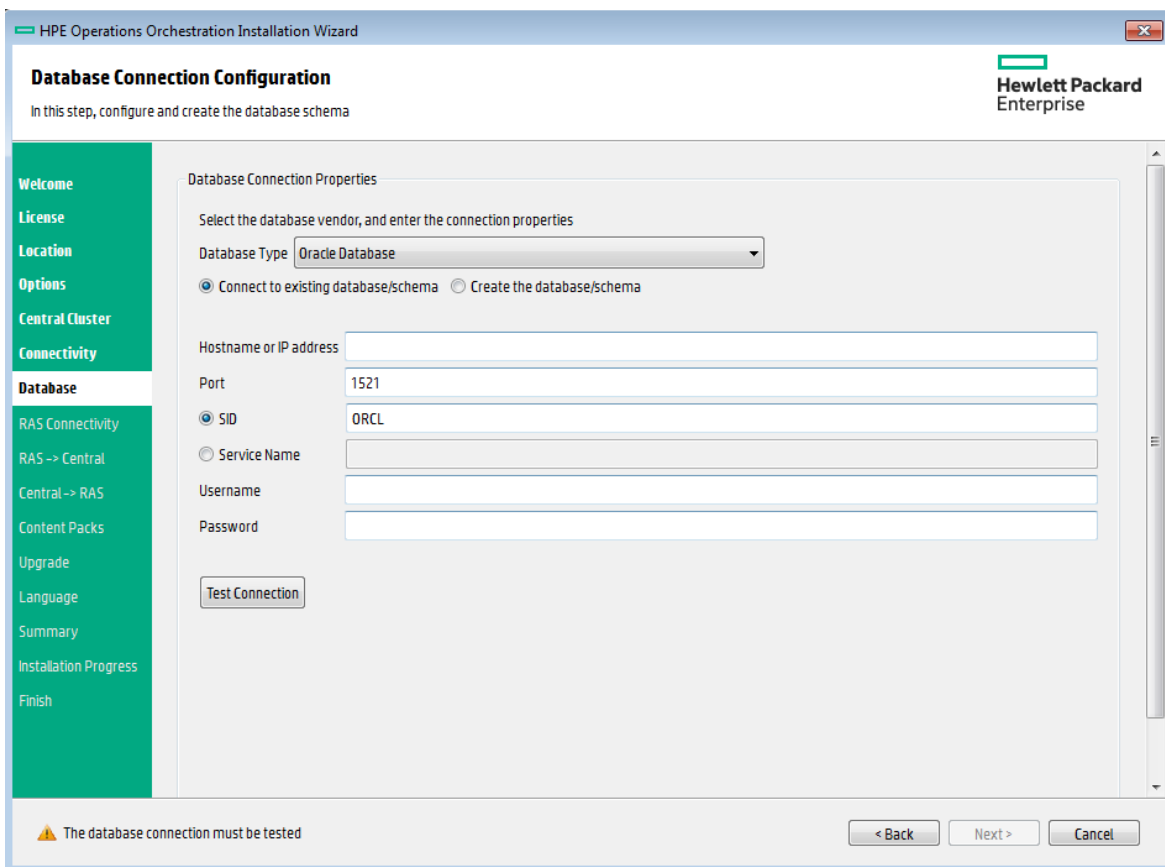 HPE Operations Orchestration Installation Wizard
Database Connection Configuration
In this step, configure and create the database schema
Hewlett Packard
Enterprise
Welcome
License
Location
Options
Central Cluster
Connectivity
Database
RAS Connectivity
RAS -> Central
Central -> RAS
Content Packs
Upgrade
Language
Summary
Installation Progress
Finish
Database Connection Properties
Select the database vendor, and enter the connection properties
Database Type Oracle Database
Connect to existing database/schema Create the database/schema
Hostname or IP address
Port 1521
SID ORCL
Service Name
Username
Password
Test Connection
The database connection must be tested
< Back Next > Cancel